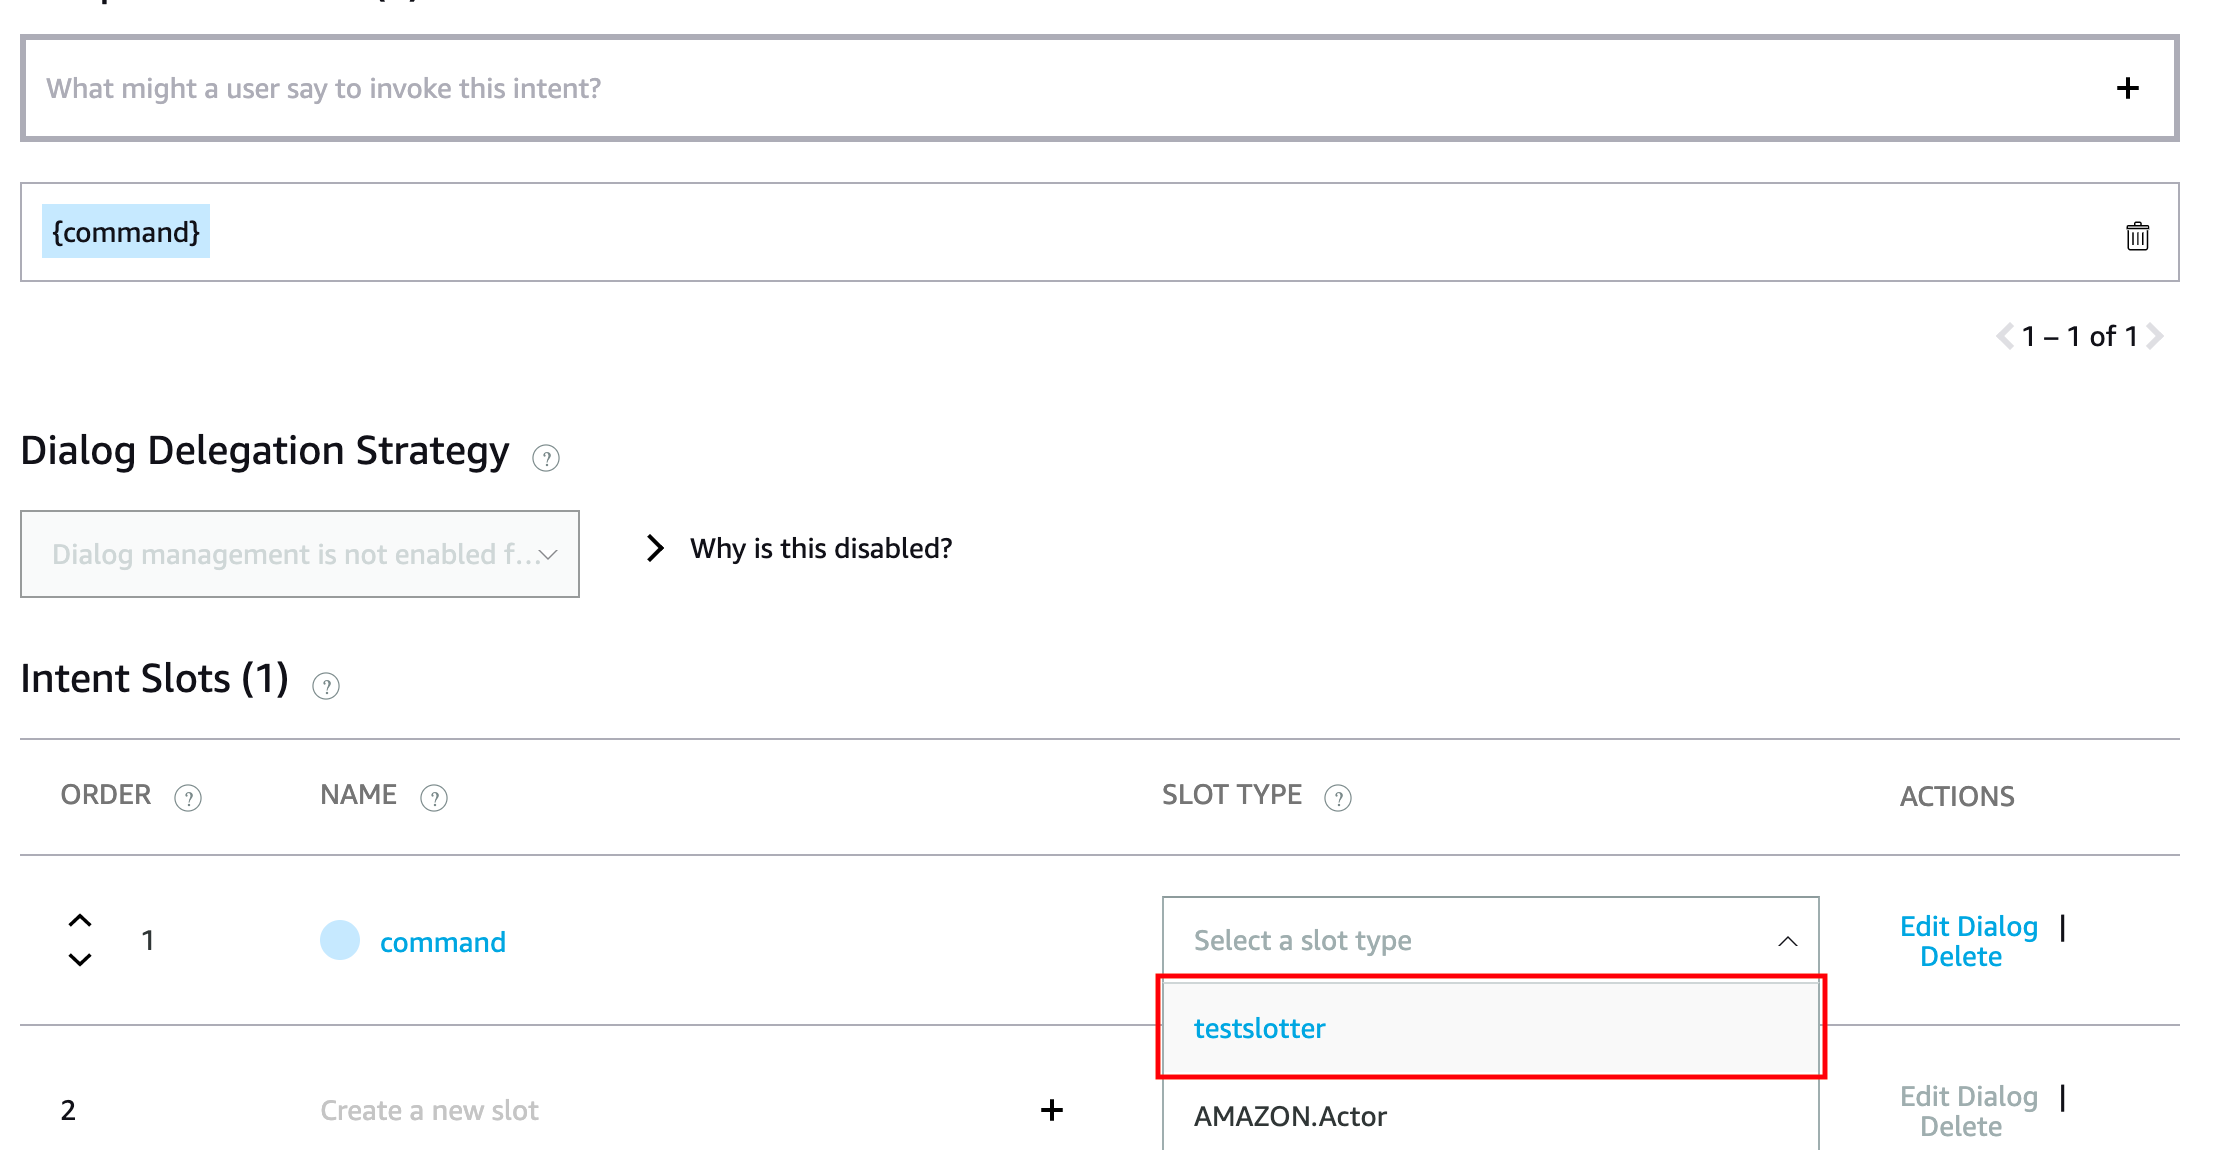 What might a user say to invoke this intent?
{command}
1 – 1 of 1
Dialog Delegation Strategy
Dialog management is not enabled f...
Why is this disabled?
Intent Slots (1)
ORDER NAME SLOT TYPE ACTIONS
1 command Select a slot type Edit Dialog |
Delete
testslotter
2 Create a new slot AMAZON.Actor Edit Dialog |
Delete